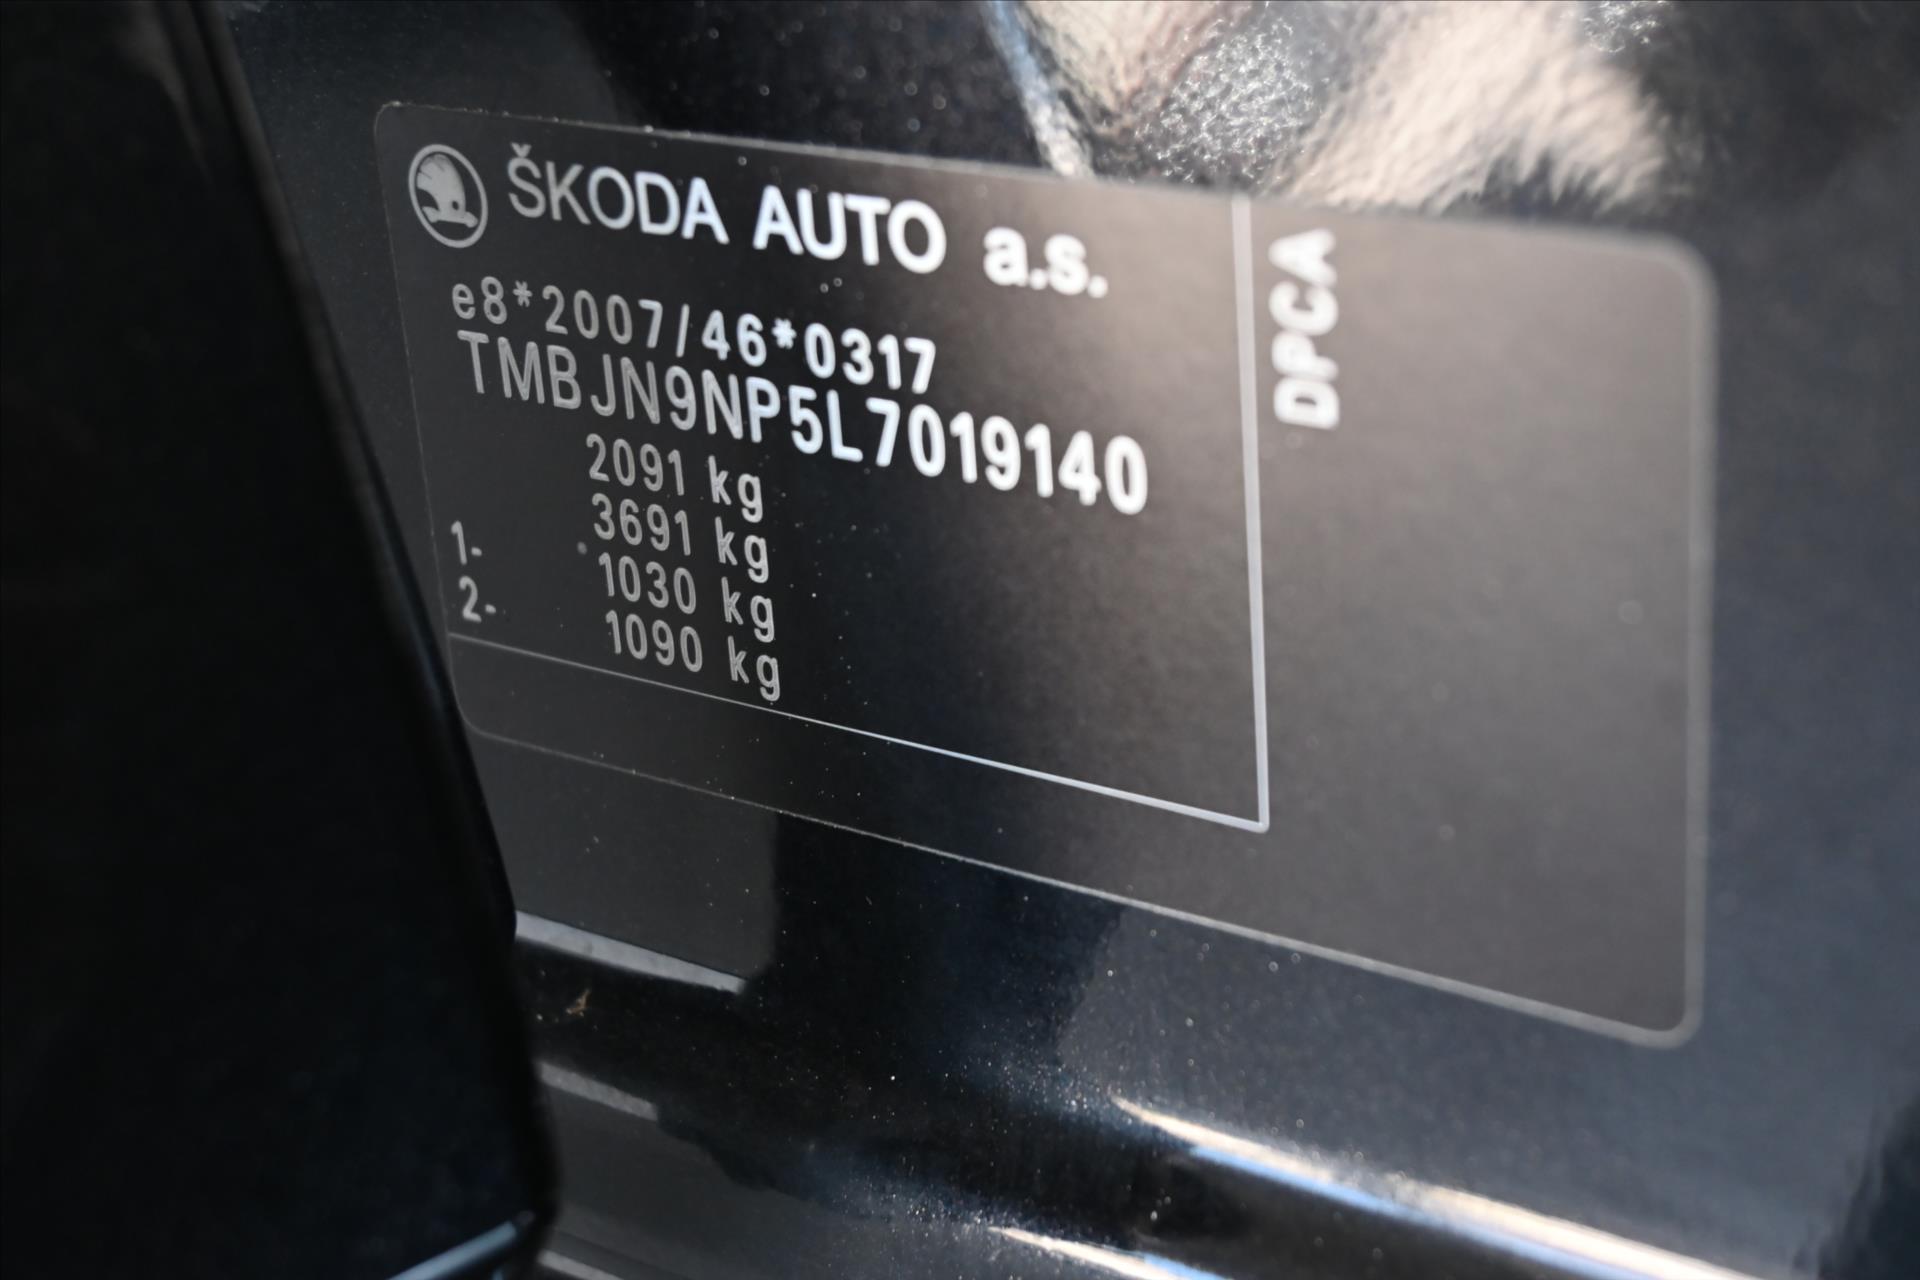 ŠKODA AUTO a.s.
e8*2007/46*0317
TMBJN9NP5L7019140
2091 kg
3691 kg
1- 1030 kg
2- 1090 kg
DPCA